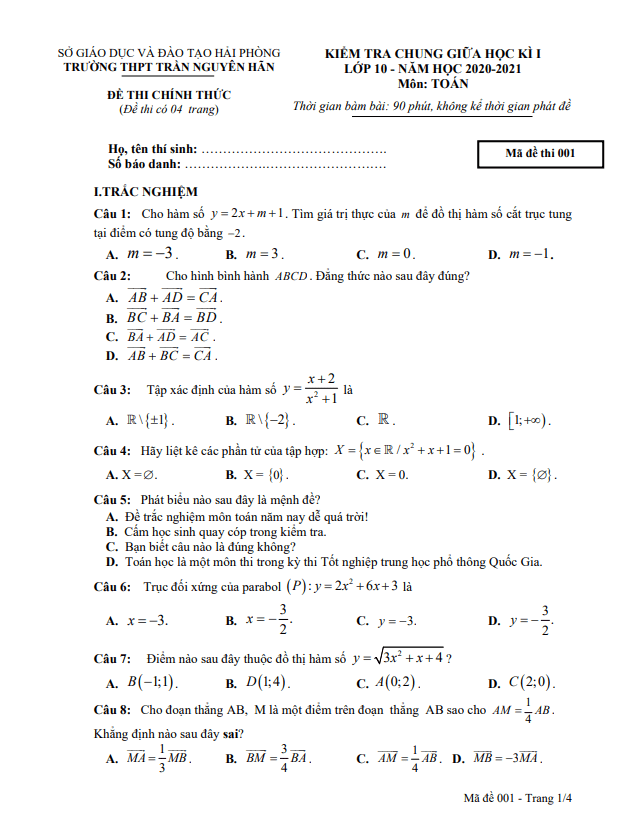 SỞ GIÁO DỤC VÀ ĐÀO TẠO HẢI PHÒNG
TRƯỜNG THPT TRẦN NGUYÊN HÃN
ĐỀ THI CHÍNH THỨC
(Đề thi có 04 trang)
KIỂM TRA CHUNG GIỮA HỌC KÌ I
LỚP 10 - NĂM HỌC 2020-2021
Môn: TOÁN
Thời gian bàm bài: 90 phút, không kể thời gian phát đề
Họ, tên thí sinh: ……………………………….
Số báo danh: ……………………………….
Mã đề thi 001
I.TRẮC NGHIỆM
Câu 1: Cho hàm số y = 2x + m + 1. Tìm giá trị thực của m để đồ thị hàm số cắt trục tung
tại điểm có tung độ bằng −2.
A. m = −3. B. m = 3. C. m = 0. D. m = −1.
Câu 2: Cho hình bình hành ABCD. Đẳng thức nào sau đây đúng?
A. \overrightarrow{AB} + \overrightarrow{AD} = \overrightarrow{CA}.
B. \overrightarrow{BC} + \overrightarrow{BA} = \overrightarrow{BD}.
C. \overrightarrow{BA} + \overrightarrow{AD} = \overrightarrow{AC}.
D. \overrightarrow{AB} + \overrightarrow{BC} = \overrightarrow{CA}.
Câu 3: Tập xác định của hàm số y = \frac{x+2}{x^2+1} là
A. ℝ\{±1}. B. ℝ\{−2}. C. ℝ. D. [1;+∞).
Câu 4: Hãy liệt kê các phần tử của tập hợp: X = {x ∈ ℝ / x² + x + 1 = 0}.
A. X = ∅. B. X = {0}. C. X = 0. D. X = {∅}.
Câu 5: Phát biểu nào sau đây là mệnh đề?
A. Đề trắc nghiệm môn toán năm nay dễ quá trời!
B. Cấm học sinh quay cóp trong kiểm tra.
C. Bạn biết câu nào là đúng không?
D. Toán học là một môn thi trong kỳ thi Tốt nghiệp trung học phổ thông Quốc Gia.
Câu 6: Trục đối xứng của parabol (P): y = 2x² + 6x + 3 là
A. x = −3. B. x = −\frac{3}{2}. C. y = −3. D. y = −\frac{3}{2}.
Câu 7: Điểm nào sau đây thuộc đồ thị hàm số y = \sqrt{3x^2 + x + 4}?
A. B(−1;1). B. D(1;4). C. A(0;2). D. C(2;0).
Câu 8: Cho đoạn thẳng AB, M là một điểm trên đoạn thẳng AB sao cho AM = \frac{1}{4}AB.
Khẳng định nào sau đây sai?
A. \overrightarrow{MA} = \frac{1}{3}\overrightarrow{MB}. B. \overrightarrow{BM} = \frac{3}{4}\overrightarrow{BA}. C. \overrightarrow{AM} = \frac{1}{4}\overrightarrow{AB}. D. \overrightarrow{MB} = −3\overrightarrow{MA}.
Mã đề 001 - Trang 1/4